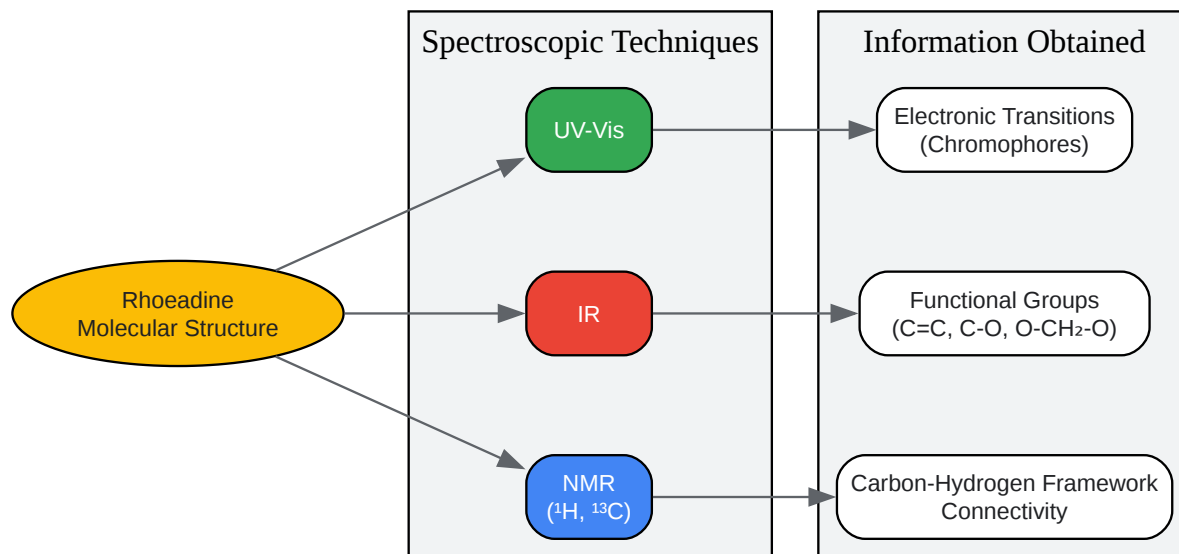 Spectroscopic Techniques
Information Obtained
UV-Vis
Electronic Transitions
(Chromophores)
Rhoeadine
Molecular Structure
IR
Functional Groups
(C=C, C-O, O-CH₂-O)
NMR
(¹H, ¹³C)
Carbon-Hydrogen Framework
Connectivity